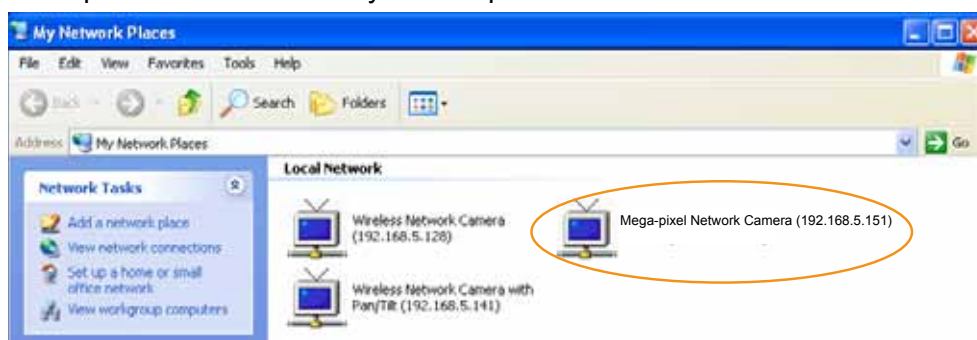 My Network Places
File Edit View Favorites Tools Help
Back Search Folders
Address My Network Places Go
Local Network
Network Tasks
Add a network place
View network connections
Set up a home or small
office network
View workgroup computers
Wireless Network Camera
(192.168.5.128)
Mega-pixel Network Camera (192.168.5.151)
Wireless Network Camera with
Pan/Tilt (192.168.5.141)